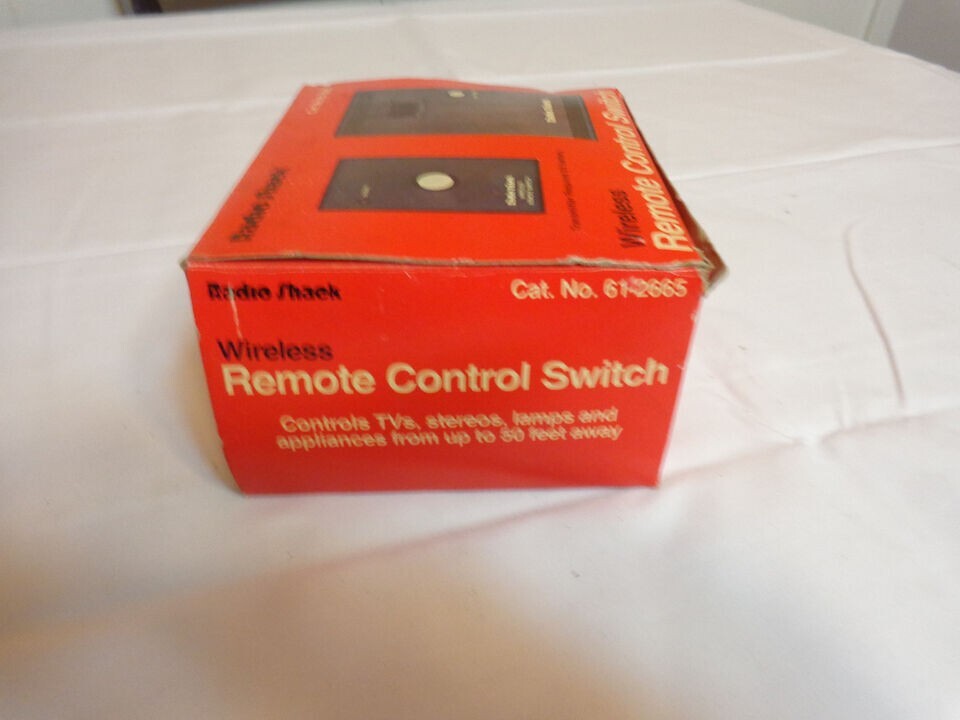 Radio Shack
Wireless
Remote Control Switch
Radio Shack
Cat. No. 61-2665
Wireless
Remote Control Switch
Controls TVs, stereos, lamps and
appliances from up to 50 feet away